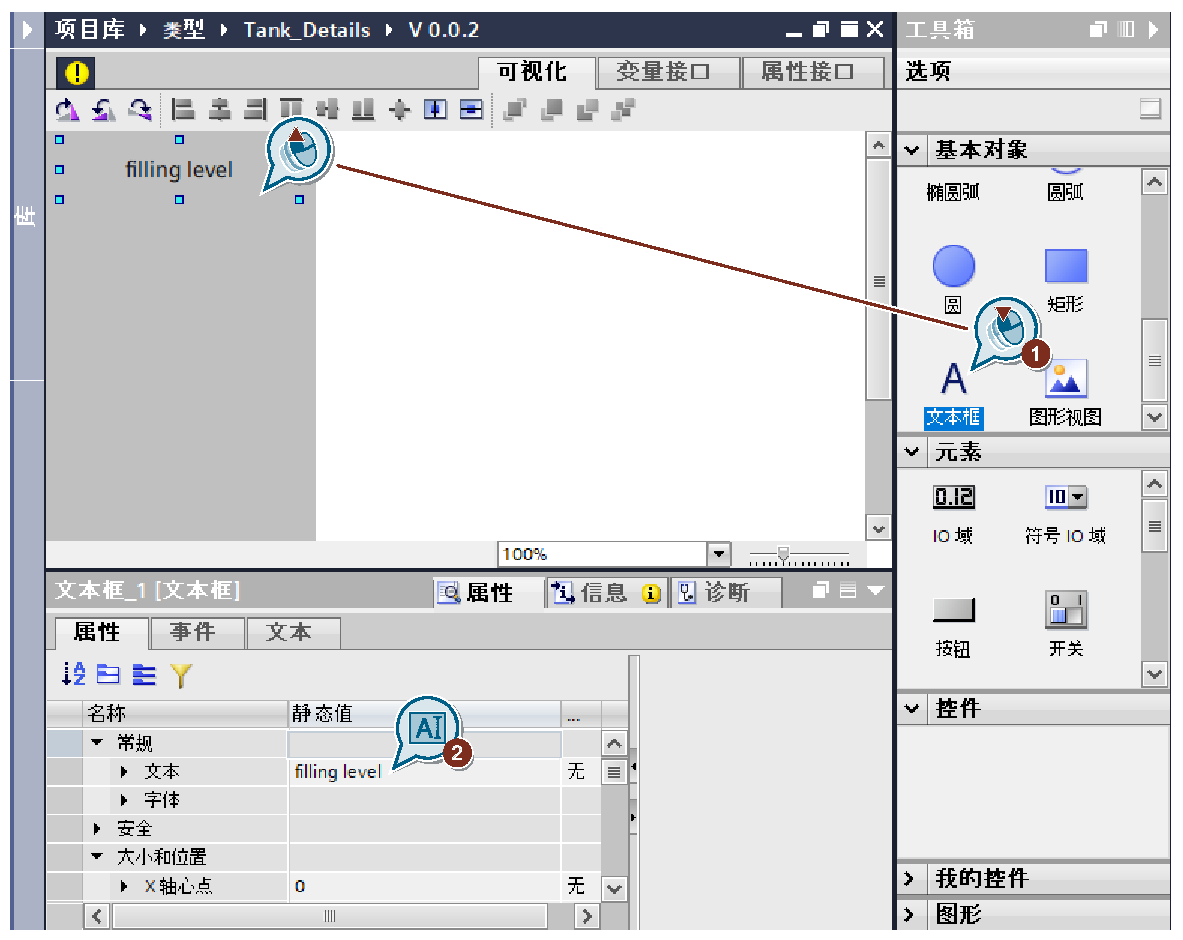 项目库 ▸ 类型 ▸ Tank_Details ▸ V 0.0.2
可视化
变量接口
属性接口
filling level
库
100%
工具箱
选项
基本对象
椭圆弧
圆弧
圆
矩形
1
A
文本框
图形视图
元素
0.12
10
IO 域
符号 IO 域
0 I
按钮
开关
控件
我的控件
图形
文本框_1 [文本框]
属性
信息
诊断
属性
事件
文本
名称
静态值
...
AI
2
常规
文本
filling level
无
字体
安全
大小和位置
X 轴心点
0
无